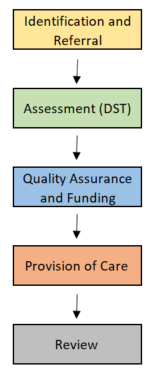 Identification and
Referral
Assessment (DST)
Quality Assurance
and Funding
Provision of Care
Review